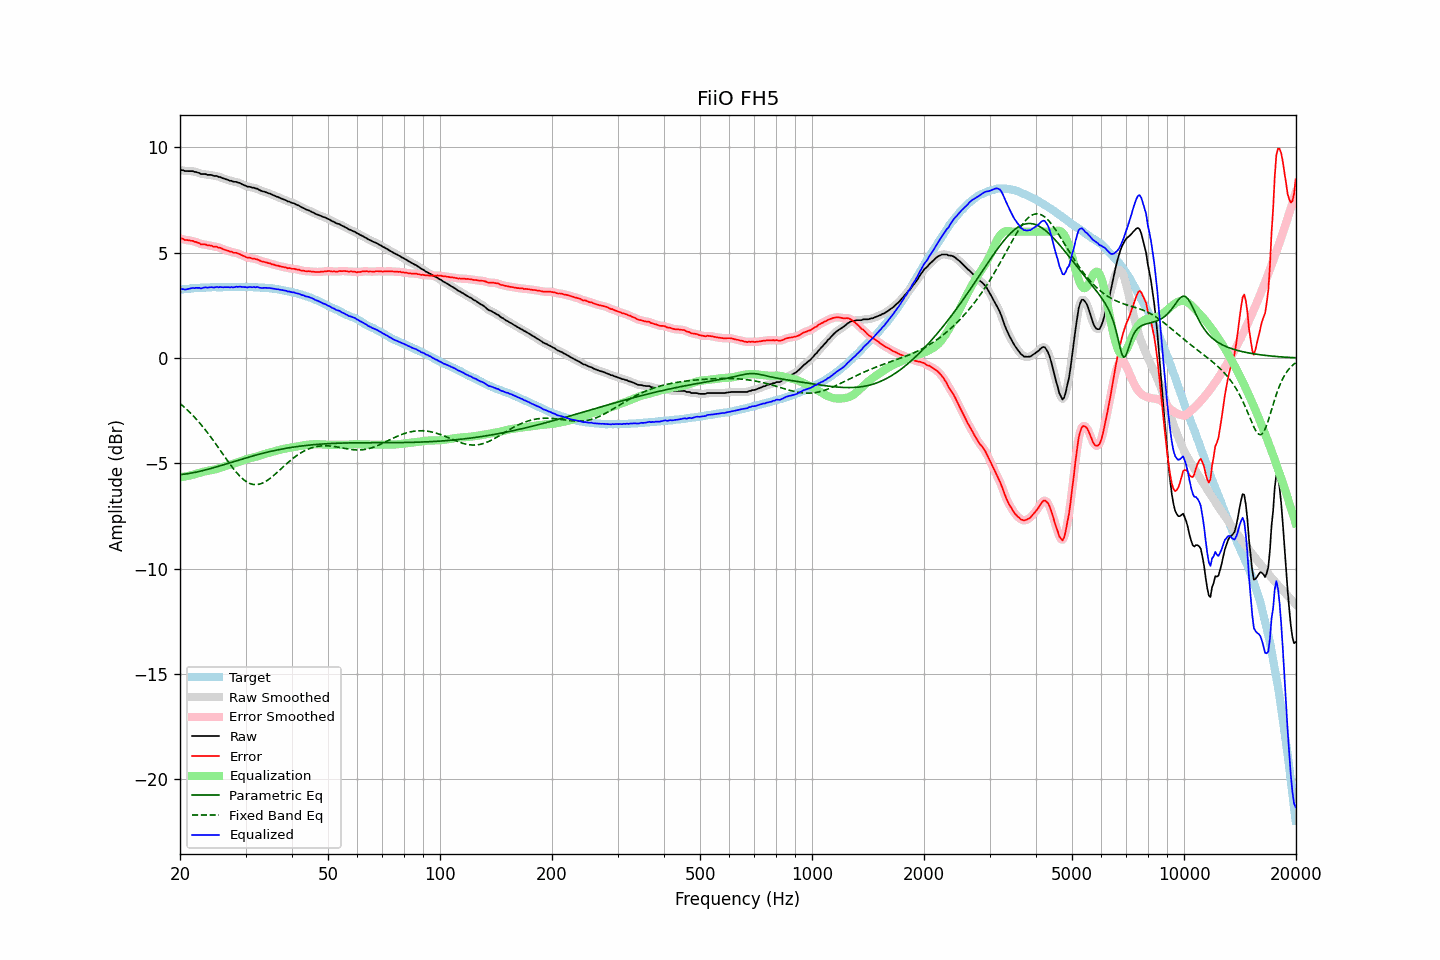 FiiO FH5
Amplitude (dBr)
10
5
0
−5
−10
−15
−20
Target
Raw Smoothed
Error Smoothed
Raw
Error
Equalization
Parametric Eq
Fixed Band Eq
Equalized
20 50 100 200 500 1000 2000 5000 10000 20000
Frequency (Hz)